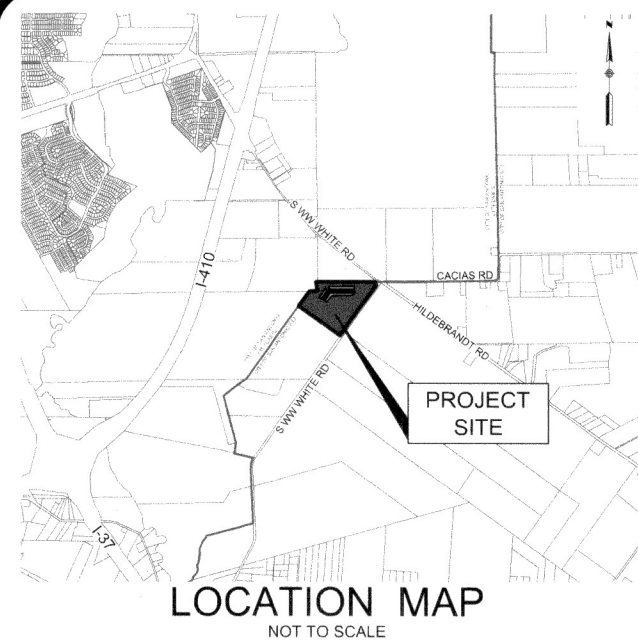 N
S WW WHITE RD
I-410
CACIAS RD
HILDEBRANDT RD
S WW WHITE RD
PROJECT
SITE
I-37
LOCATION MAP
NOT TO SCALE